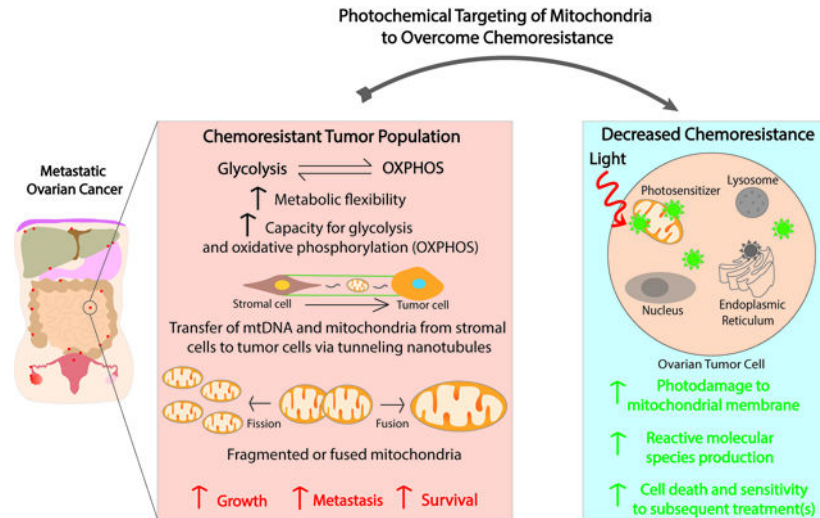 Photochemical Targeting of Mitochondria
to Overcome Chemoresistance
Metastatic
Ovarian Cancer
Chemoresistant Tumor Population
Glycolysis
OXPHOS
Metabolic flexibility
Capacity for glycolysis
and oxidative phosphorylation (OXPHOS)
Stromal cell
Tumor cell
Transfer of mtDNA and mitochondria from stromal
cells to tumor cells via tunneling nanotubules
Fission
Fusion
Fragmented or fused mitochondria
Growth
Metastasis
Survival
Decreased Chemoresistance
Light
Photosensitizer
Lysosome
Nucleus
Endoplasmic
Reticulum
Ovarian Tumor Cell
Photodamage to
mitochondrial membrane
Reactive molecular
species production
Cell death and sensitivity
to subsequent treatment(s)